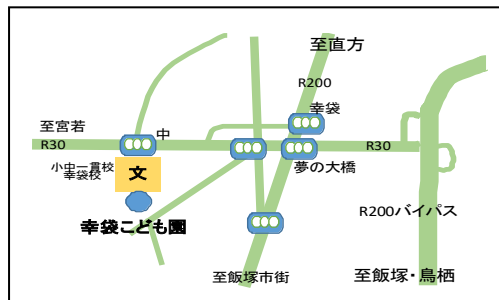 至直方
R200
幸袋
至宮若
中
R30
夢の大橋
R30
小中一貫校
幸袋校
文
幸袋こども園
R200バイパス
至飯塚市街
至飯塚・鳥栖